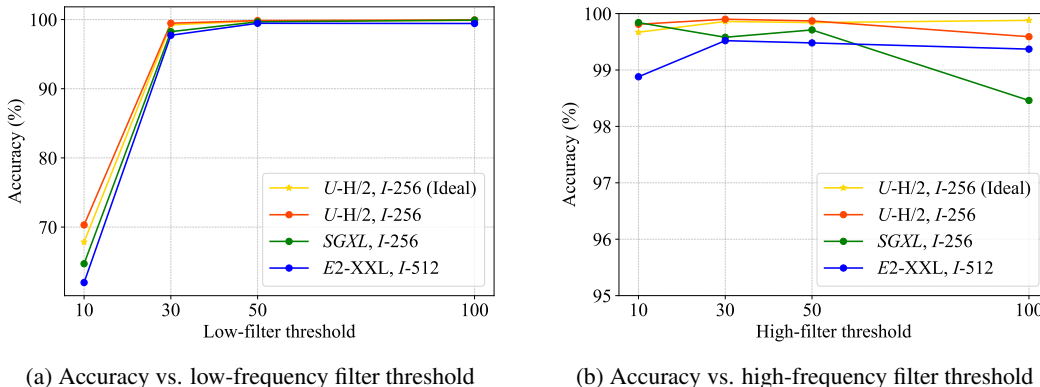 100
90
80
70
Accuracy (%)
U-H/2, I-256 (Ideal)
U-H/2, I-256
SGXL, I-256
E2-XXL, I-512
10
30
50
100
Low-filter threshold
(a) Accuracy vs. low-frequency filter threshold
100
99
98
97
96
95
Accuracy (%)
U-H/2, I-256 (Ideal)
U-H/2, I-256
SGXL, I-256
E2-XXL, I-512
10
30
50
100
High-filter threshold
(b) Accuracy vs. high-frequency filter threshold